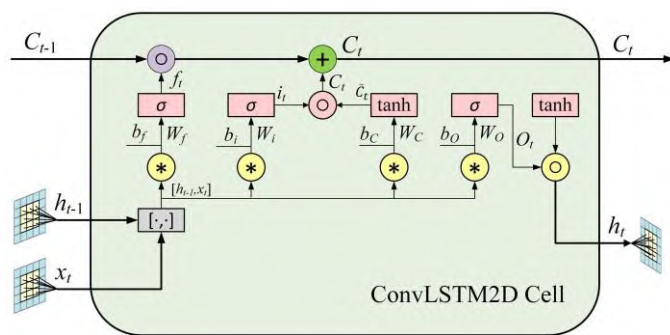 C_{t-1} C_t C_t
f_t i_t C_t C̃_t
σ σ tanh σ tanh
b_f W_f b_i W_i b_C W_C b_O W_O O_t
* * * *
[h_{t-1},x_t]
h_{t-1} [·,·] h_t
x_t
ConvLSTM2D Cell